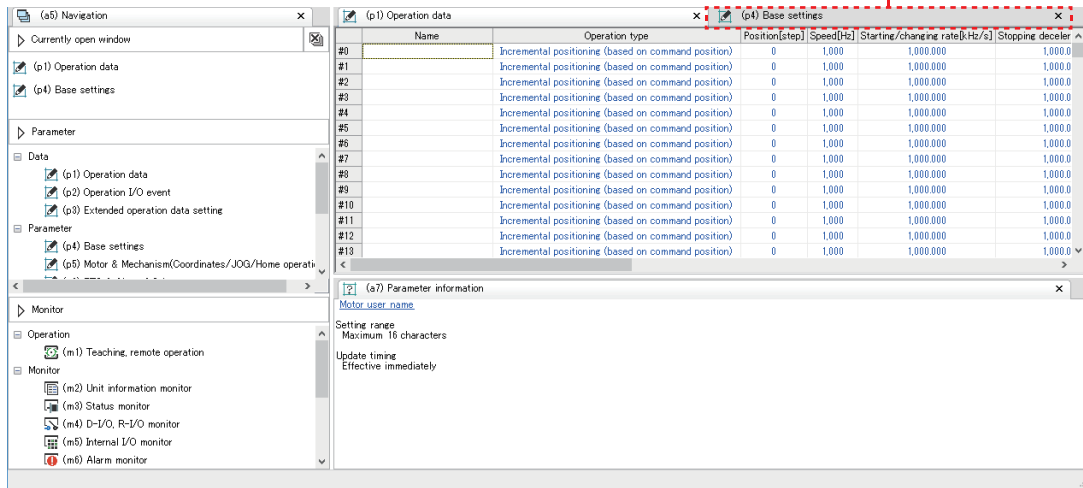 (a5) Navigation
Currently open window
(p1) Operation data
(p4) Base settings
Parameter
Data
(p1) Operation data
(p2) Operation I/O event
(p3) Extended operation data setting
Parameter
(p4) Base settings
(p5) Motor & Mechanism(Coordinates/JOG/Home operati
Monitor
Operation
(m1) Teaching, remote operation
Monitor
(m2) Unit information monitor
(m3) Status monitor
(m4) D-I/O, R-I/O monitor
(m5) Internal I/O monitor
(m6) Alarm monitor
(p1) Operation data
(p4) Base settings
Name Operation type Position[step] Speed[Hz] Starting/changing rate[kHz/s] Stopping deceler
#0 Incremental positioning (based on command position) 0 1,000 1,000.000 1,000.0
#1 Incremental positioning (based on command position) 0 1,000 1,000.000 1,000.0
#2 Incremental positioning (based on command position) 0 1,000 1,000.000 1,000.0
#3 Incremental positioning (based on command position) 0 1,000 1,000.000 1,000.0
#4 Incremental positioning (based on command position) 0 1,000 1,000.000 1,000.0
#5 Incremental positioning (based on command position) 0 1,000 1,000.000 1,000.0
#6 Incremental positioning (based on command position) 0 1,000 1,000.000 1,000.0
#7 Incremental positioning (based on command position) 0 1,000 1,000.000 1,000.0
#8 Incremental positioning (based on command position) 0 1,000 1,000.000 1,000.0
#9 Incremental positioning (based on command position) 0 1,000 1,000.000 1,000.0
#10 Incremental positioning (based on command position) 0 1,000 1,000.000 1,000.0
#11 Incremental positioning (based on command position) 0 1,000 1,000.000 1,000.0
#12 Incremental positioning (based on command position) 0 1,000 1,000.000 1,000.0
#13 Incremental positioning (based on command position) 0 1,000 1,000.000 1,000.0
(a7) Parameter information
Motor user name
Setting range
Maximum 16 characters
Update timing
Effective immediately